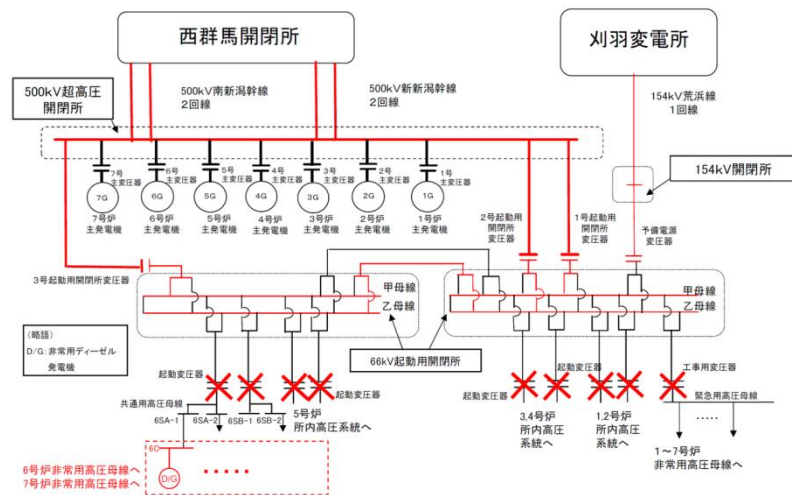 西群馬開閉所
刈羽変電所
500kV超高圧
開閉所
500kV南新潟幹線
2回線
500kV新新潟幹線
2回線
154kV荒浜線
1回線
154kV開閉所
7号
主変圧器
6号
主変圧器
5号
主変圧器
4号
主変圧器
3号
主変圧器
2号
主変圧器
1号
主変圧器
7G
6G
5G
4G
3G
2G
1G
7号炉
主発電機
6号炉
主発電機
5号炉
主発電機
4号炉
主発電機
3号炉
主発電機
2号炉
主発電機
1号炉
主発電機
2号起動用
開閉所
変圧器
1号起動用
開閉所
変圧器
予備電源
変圧器
3号起動用開閉所変圧器
甲母線
乙母線
甲母線
乙母線
(略語)
D/G:非常用ディーゼル
発電機
66kV起動用開閉所
起動変圧器
起動変圧器
起動変圧器
起動変圧器
起動変圧器
工事用変圧器
共通用高圧母線
緊急用高圧母線
6SA-1
6SA-2
6SB-1
6SB-2
5号炉
所内高圧
系統へ
3,4号炉
所内高圧
系統へ
1,2号炉
所内高圧
系統へ
1~7号炉
非常用高圧母線へ
6C
D/G
6号炉非常用高圧母線へ
7号炉非常用高圧母線へ